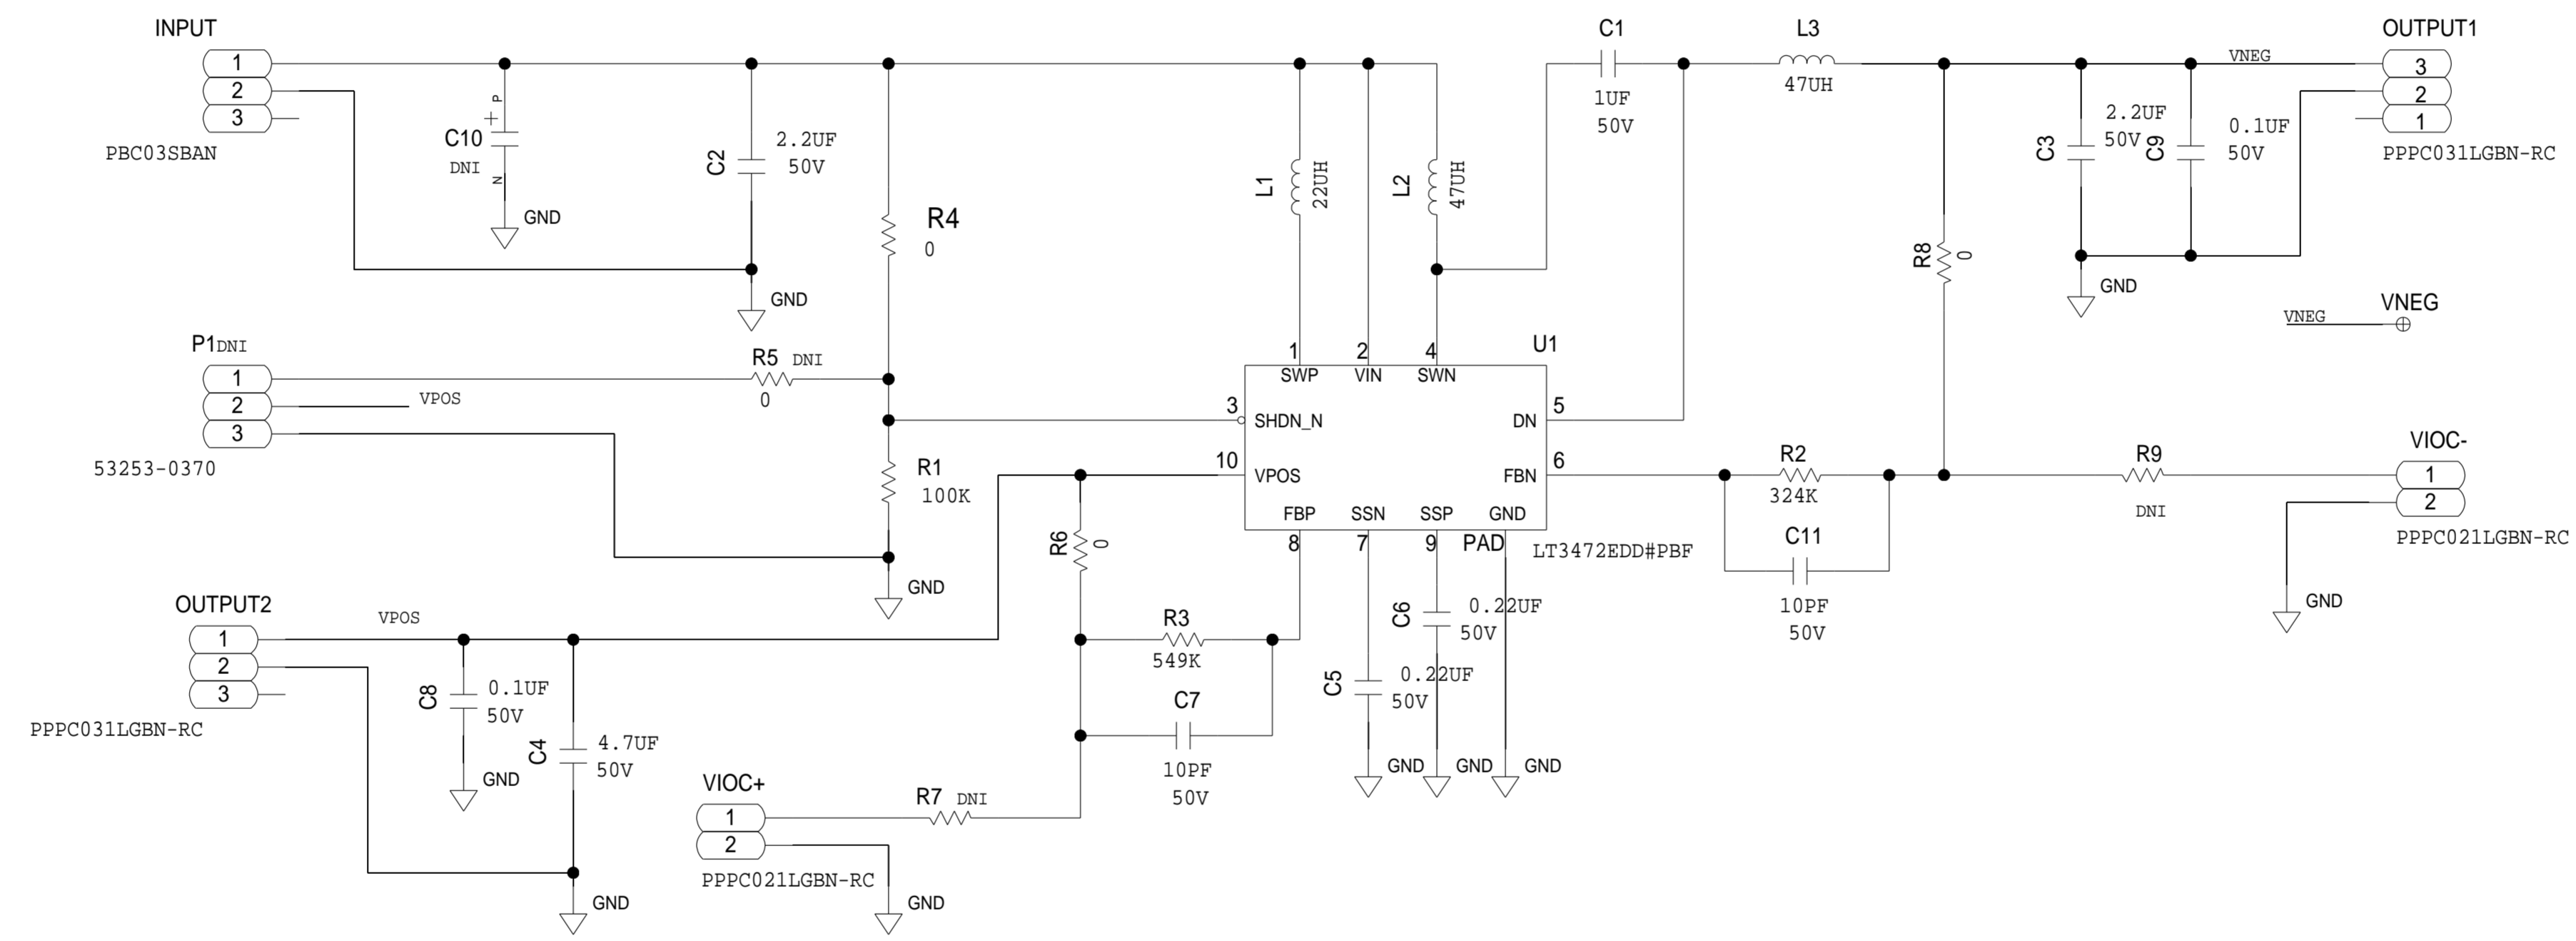 INPUT
1
2
3
PBC03SBAN
P
+
C10
DNI
N
GND
C2
2.2UF
50V
GND
R4
0
L1
22UH
L2
47UH
C1
1UF
50V
L3
47UH
OUTPUT1
VNEG
3
2
1
PPPC031LGBN-RC
C3
2.2UF
50V
C9
0.1UF
50V
GND
R8
0
VNEG
VNEG
P1 DNI
1
2
3
VPOS
53253-0370
R5 DNI
0
R1
100K
GND
U1
1 2 4
SWP VIN SWN
3
SHDN_N
10
VPOS
DN
5
FBN
6
FBP SSN SSP GND
8 7 9 PAD
LT3472EDD#PBF
R2
324K
C11
10PF
50V
R9
DNI
VIOC-
1
2
PPPC021LGBN-RC
GND
R6
0
R3
549K
C7
10PF
50V
C6
0.22UF
50V
C5
0.22UF
50V
GND
GND
GND
OUTPUT2
VPOS
1
2
3
PPPC031LGBN-RC
C8
0.1UF
50V
GND
C4
4.7UF
50V
GND
VIOC+
1
2
PPPC021LGBN-RC
R7 DNI
GND